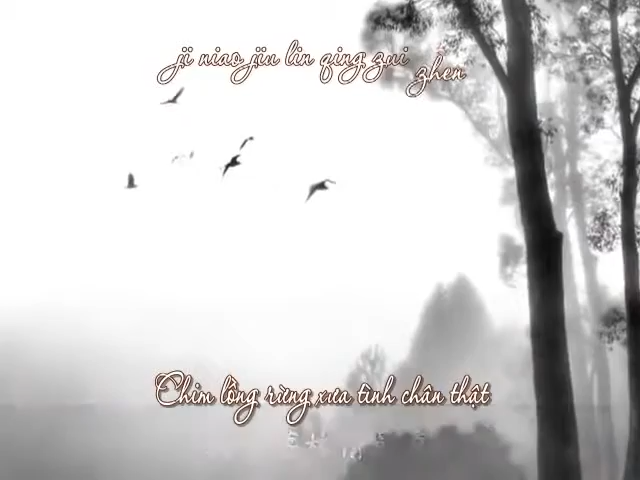 ji niao jiu lin qing zui zhen
Chim lồng rừng xưa tình chân thật